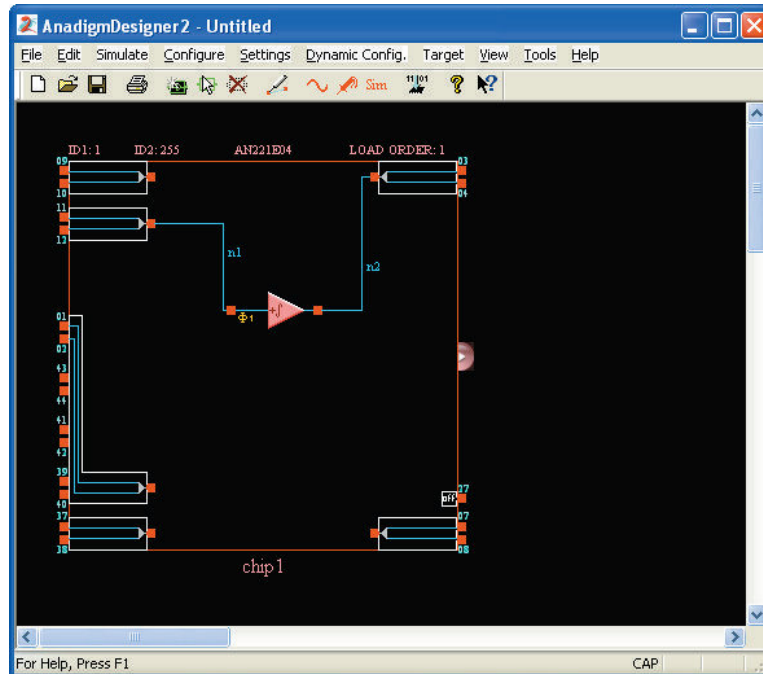 AnadigmDesigner2 - Untitled
File Edit Simulate Configure Settings Dynamic Config. Target View Tools Help
Sim
ID1:1 ID2:255 AN221E04 LOAD ORDER:1
09 03
10 04
11
12
n1
n2
+∫
Φ1
01
02
43
44
41
42
39
40
37
38
off
07
08
chip1
For Help, Press F1 CAP